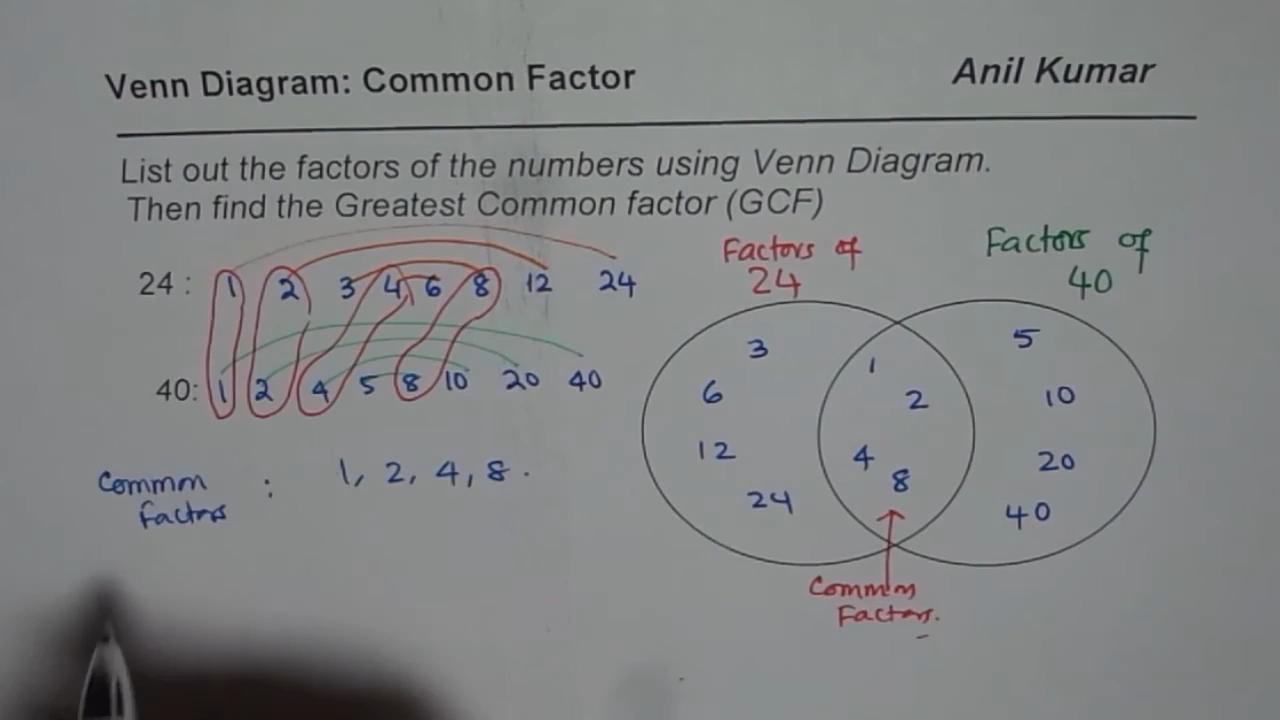 Venn Diagram: Common Factor
Anil Kumar
List out the factors of the numbers using Venn Diagram.
Then find the Greatest Common factor (GCF)
24 : 1 2 3 4 6 8 12 24
40: 1 2 4 5 8 10 20 40
Common
factors : 1, 2, 4, 8.
Factors of
24
Factors of
40
3
6
12
24
1
2
4
8
5
10
20
40
Common
Factors.